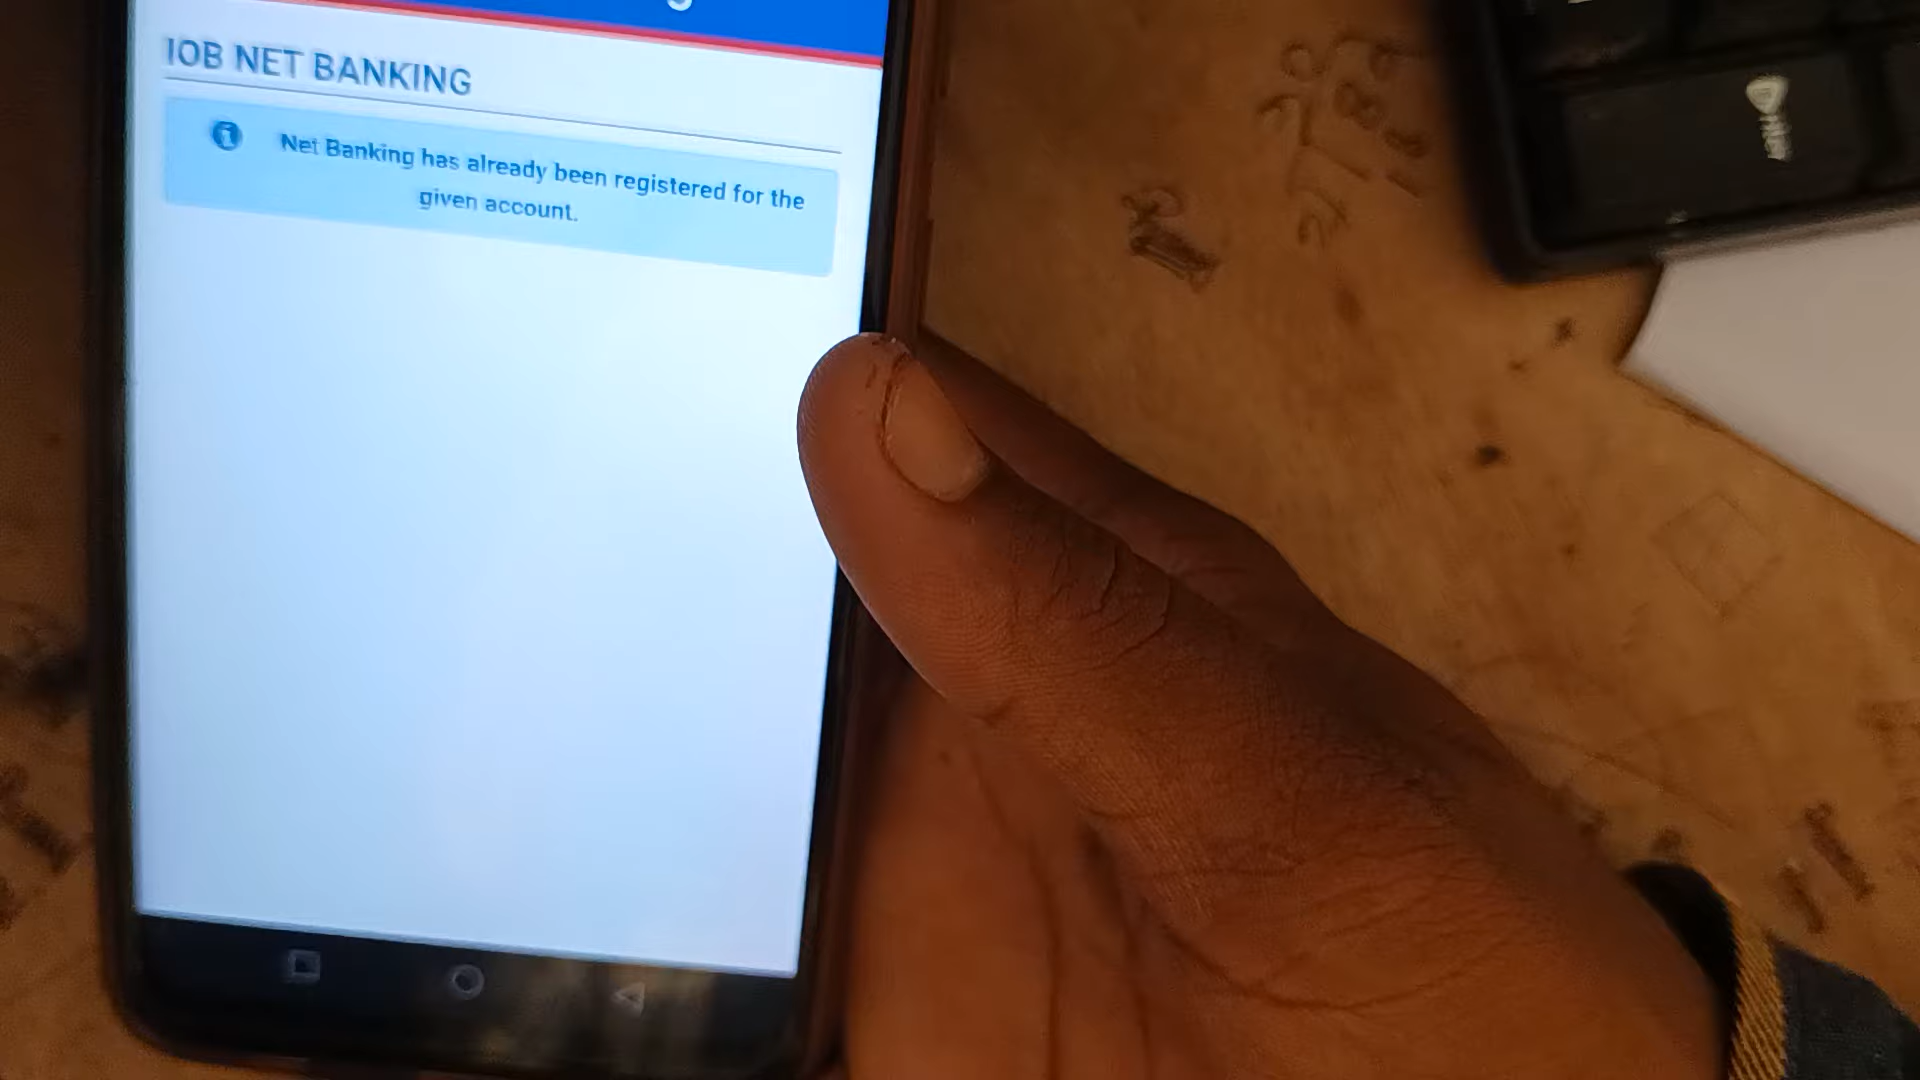 IOB NET BANKING
Net Banking has already been registered for the
given account.